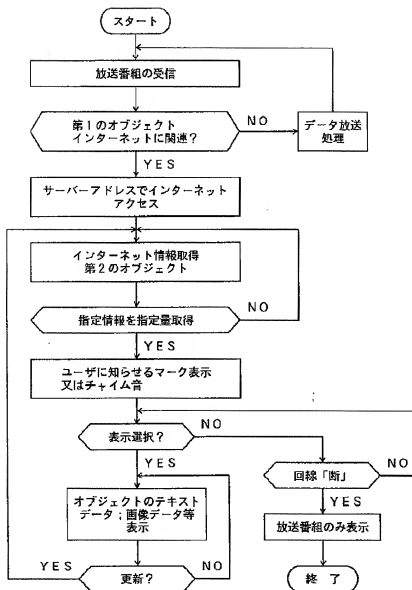 スタート
放送番組の受信
第1のオブジェクト
インターネットに関連?
NO
データ放送
処理
YES
サーバーアドレスでインターネット
アクセス
インターネット情報取得
第2のオブジェクト
指定情報を指定量取得
NO
YES
ユーザに知らせるマーク表示
又はチャイム音
表示選択?
NO
YES
回線「断」
NO
オブジェクトのテキスト
データ;画像データ等
表示
YES
放送番組のみ表示
YES
更新?
NO
終了